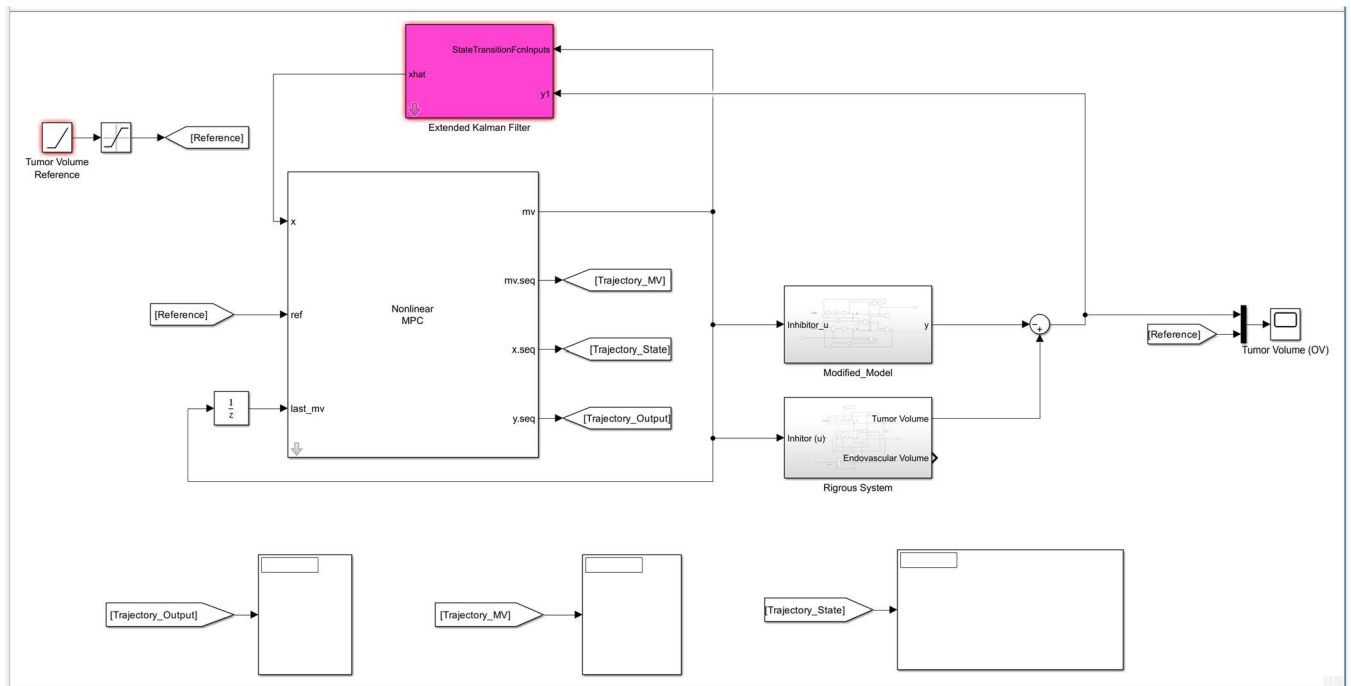 StateTransitionFcnInputs
xhat
y1
Extended Kalman Filter
[Reference]
Tumor Volume
Reference
x
mv
mv.seq
[Trajectory_MV]
Nonlinear
MPC
[Reference]
ref
x.seq
[Trajectory_State]
1
z
last_mv
y.seq
[Trajectory_Output]
Inhibitor_u
y
Modified_Model
Inhitor (u)
Tumor Volume
Endovascular Volume
Rigrous System
−
+
[Reference]
Tumor Volume (OV)
[Trajectory_Output]
[Trajectory_MV]
[Trajectory_State]